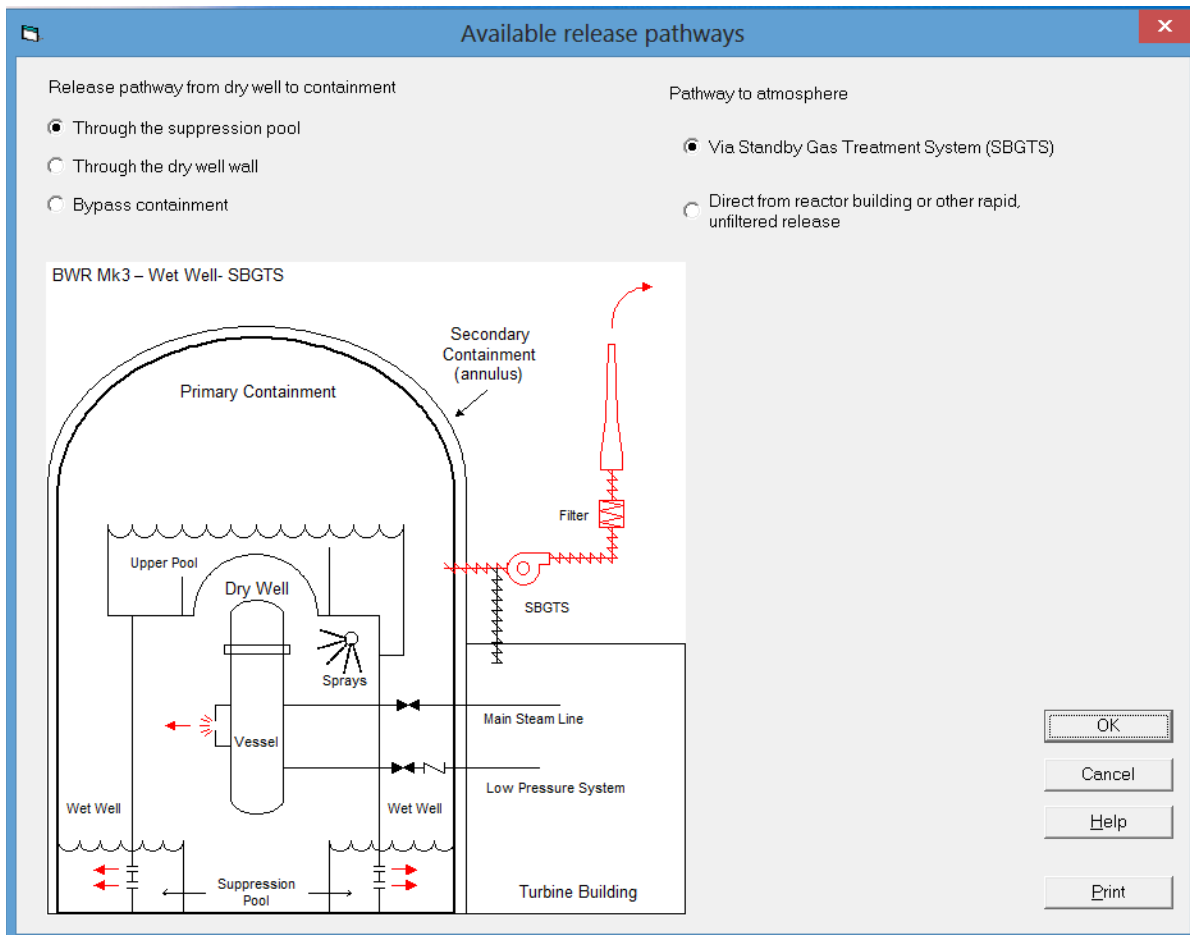 Available release pathways
Release pathway from dry well to containment
Through the suppression pool
Through the dry well wall
Bypass containment
Pathway to atmosphere
Via Standby Gas Treatment System (SBGTS)
Direct from reactor building or other rapid,
unfiltered release
BWR Mk3 – Wet Well- SBGTS
Secondary
Containment
(annulus)
Primary Containment
Filter
Upper Pool
Dry Well
SBGTS
Sprays
Main Steam Line
Vessel
Low Pressure System
Wet Well
Wet Well
Suppression
Pool
Turbine Building
OK
Cancel
Help
Print